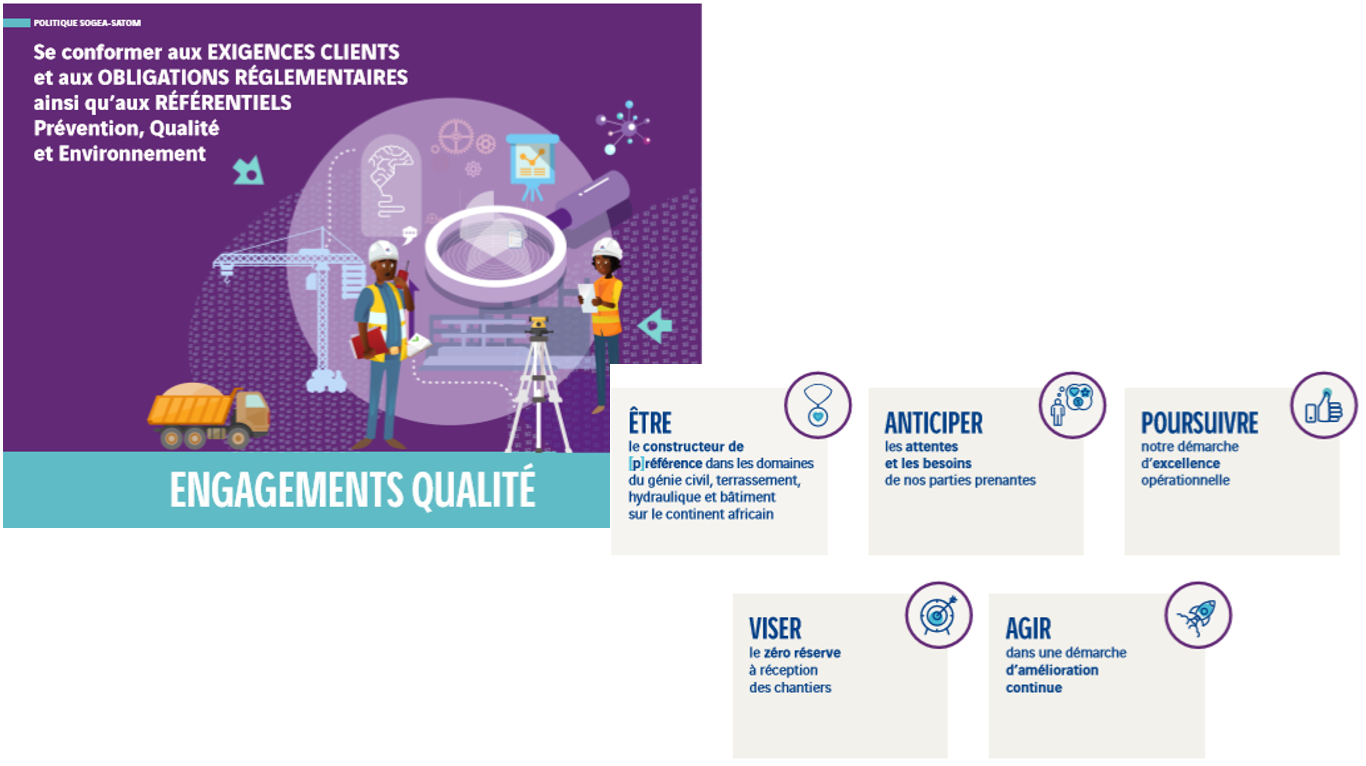 POLITIQUE SOGEA-SATOM
Se conformer aux EXIGENCES CLIENTS
et aux OBLIGATIONS RÉGLEMENTAIRES
ainsi qu'aux RÉFÉRENTIELS
Prévention, Qualité
et Environnement
ENGAGEMENTS QUALITÉ
ÊTRE
le constructeur de
[p]référence dans les domaines
du génie civil, terrassement,
hydraulique et bâtiment
sur le continent africain
ANTICIPER
les attentes
et les besoins
de nos parties prenantes
POURSUIVRE
notre démarche
d'excellence
opérationnelle
VISER
le zéro réserve
à réception
des chantiers
AGIR
dans une démarche
d'amélioration
continue